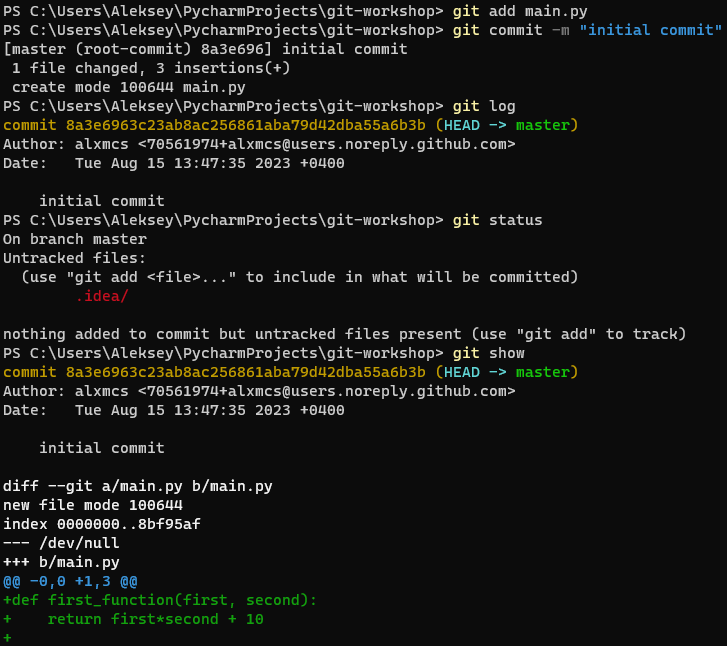 PS C:\Users\Aleksey\PycharmProjects\git-workshop> git add main.py
PS C:\Users\Aleksey\PycharmProjects\git-workshop> git commit -m "initial commit"
[master (root-commit) 8a3e696] initial commit
 1 file changed, 3 insertions(+)
 create mode 100644 main.py
PS C:\Users\Aleksey\PycharmProjects\git-workshop> git log
commit 8a3e6963c23ab8ac256861aba79d42dba55a6b3b (HEAD -> master)
Author: alxmcs <70561974+alxmcs@users.noreply.github.com>
Date:   Tue Aug 15 13:47:35 2023 +0400

    initial commit
PS C:\Users\Aleksey\PycharmProjects\git-workshop> git status
On branch master
Untracked files:
  (use "git add <file>..." to include in what will be committed)
        .idea/

nothing added to commit but untracked files present (use "git add" to track)
PS C:\Users\Aleksey\PycharmProjects\git-workshop> git show
commit 8a3e6963c23ab8ac256861aba79d42dba55a6b3b (HEAD -> master)
Author: alxmcs <70561974+alxmcs@users.noreply.github.com>
Date:   Tue Aug 15 13:47:35 2023 +0400

    initial commit

diff --git a/main.py b/main.py
new file mode 100644
index 0000000..8bf95af
--- /dev/null
+++ b/main.py
@@ -0,0 +1,3 @@
+def first_function(first, second):
+    return first*second + 10
+